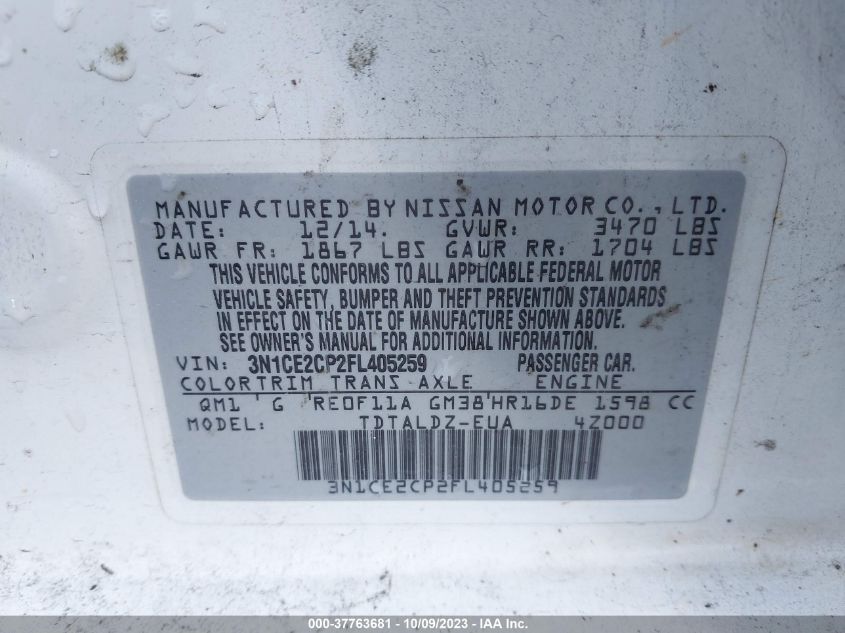 MANUFACTURED BY NISSAN MOTOR CO., LTD.
DATE: 12/14. GVWR: 3470 LBS
GAWR FR: 1867 LBS GAWR RR: 1704 LBS
THIS VEHICLE CONFORMS TO ALL APPLICABLE FEDERAL MOTOR
VEHICLE SAFETY, BUMPER AND THEFT PREVENTION STANDARDS
IN EFFECT ON THE DATE OF MANUFACTURE SHOWN ABOVE.
SEE OWNER'S MANUAL FOR ADDITIONAL INFORMATION.
VIN: 3N1CE2CP2FL405259 PASSENGER CAR.
COLOR TRIM TRANS AXLE ENGINE
QM1 ' G 'RE0F11A GM38'HR16DE 1598 CC
MODEL: TDTALDZ-EUA 4Z000
3N1CE2CP2FL405259
000-37763681 - 10/09/2023 - IAA Inc.